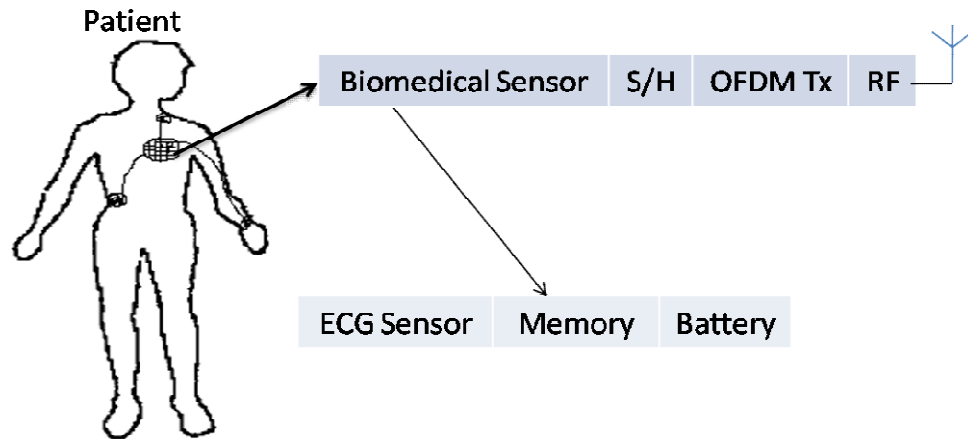 Patient
Biomedical Sensor S/H OFDM Tx RF
ECG Sensor Memory Battery